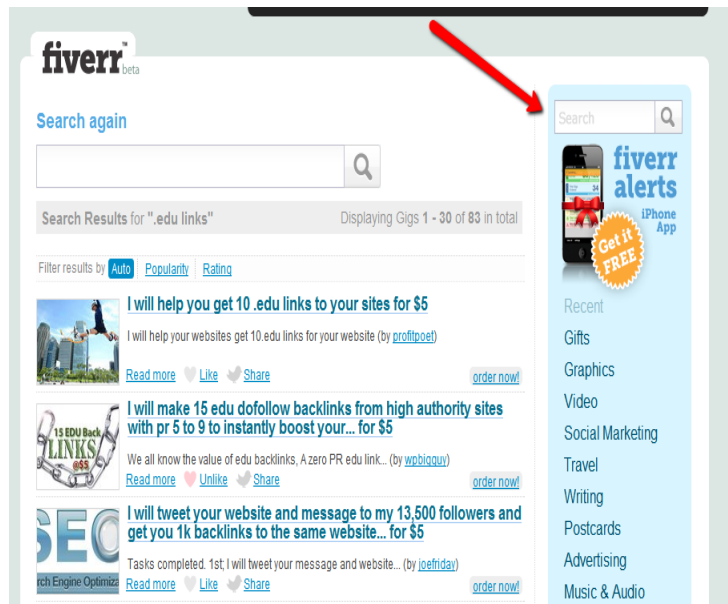 fiverr™
beta
Search again
Search Results for ".edu links"
Displaying Gigs 1 - 30 of 83 in total
Filter results by Auto Popularity Rating
I will help you get 10 .edu links to your sites for $5
I will help your websites get 10.edu links for your website (by profitpoet)
Read more Like Share order now!
15 EDU Back
LINKS
@5$
I will make 15 edu dofollow backlinks from high authority sites
with pr 5 to 9 to instantly boost your... for $5
We all know the value of edu backlinks, A zero PR edu link... (by wpbigguy)
Read more Unlike Share order now!
SEO
rch Engine Optimiza
I will tweet your website and message to my 13,500 followers and
get you 1k backlinks to the same website... for $5
Tasks completed. 1st; I will tweet your message and website... (by joefriday)
Read more Like Share order now!
Search
fiverr
alerts
iPhone
App
Get it
FREE
Recent
Gifts
Graphics
Video
Social Marketing
Travel
Writing
Postcards
Advertising
Music & Audio